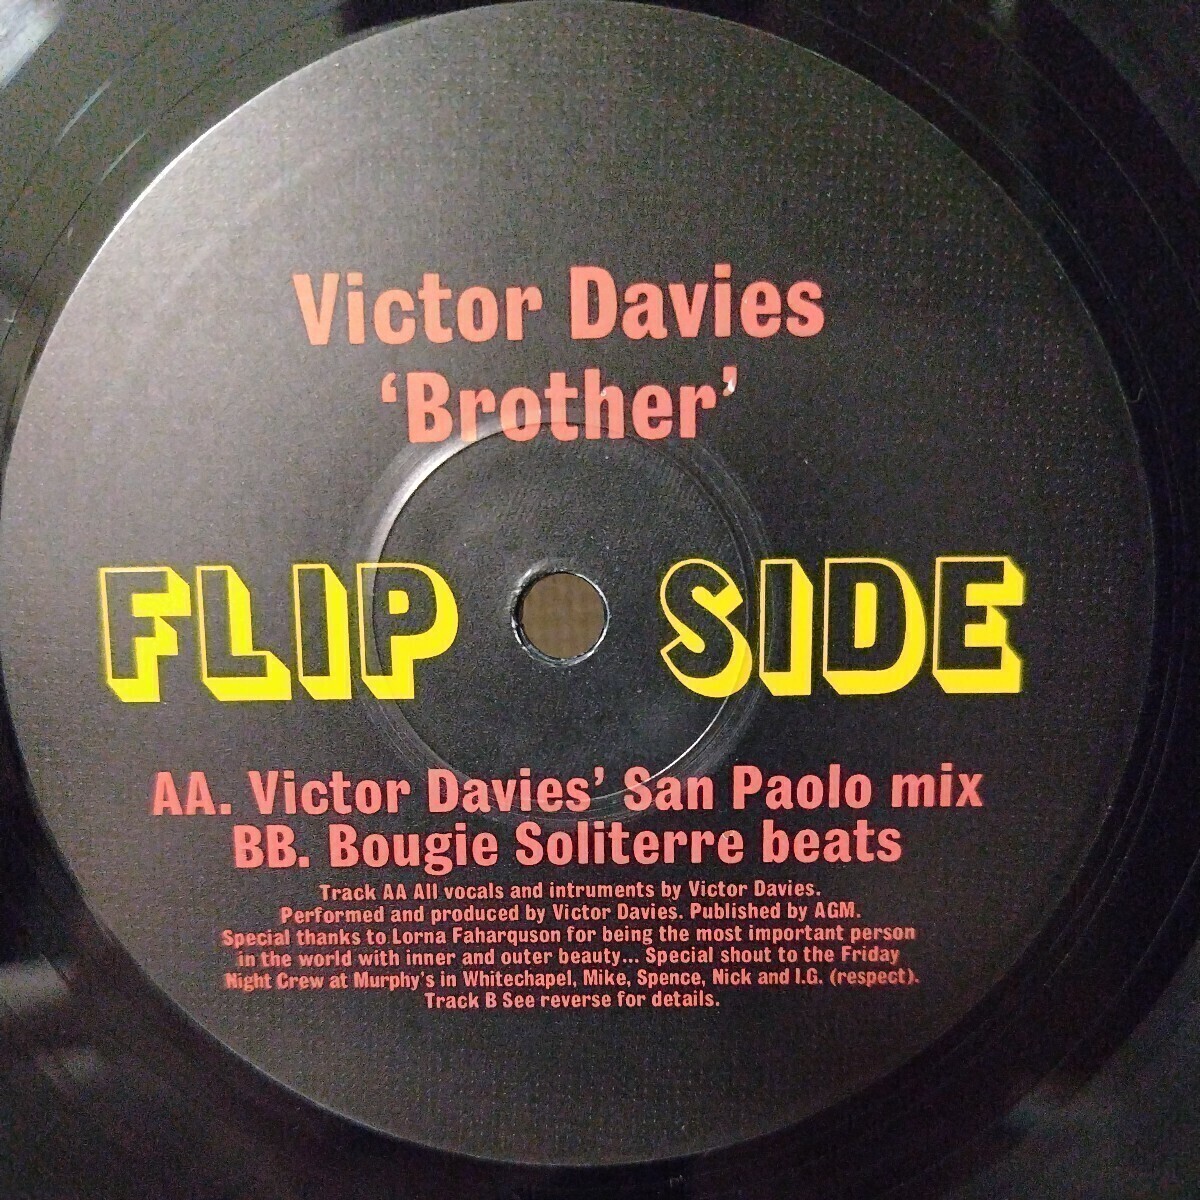 Victor Davies
‘Brother’
FLIP SIDE
AA. Victor Davies’ San Paolo mix
BB. Bougie Soliterre beats
Track AA All vocals and intruments by Victor Davies.
Performed and produced by Victor Davies. Published by AGM.
Special thanks to Lorna Faharquson for being the most important person
in the world with inner and outer beauty... Special shout to the Friday
Night Crew at Murphy’s in Whitechapel, Mike, Spence, Nick and I.G. (respect).
Track B See reverse for details.